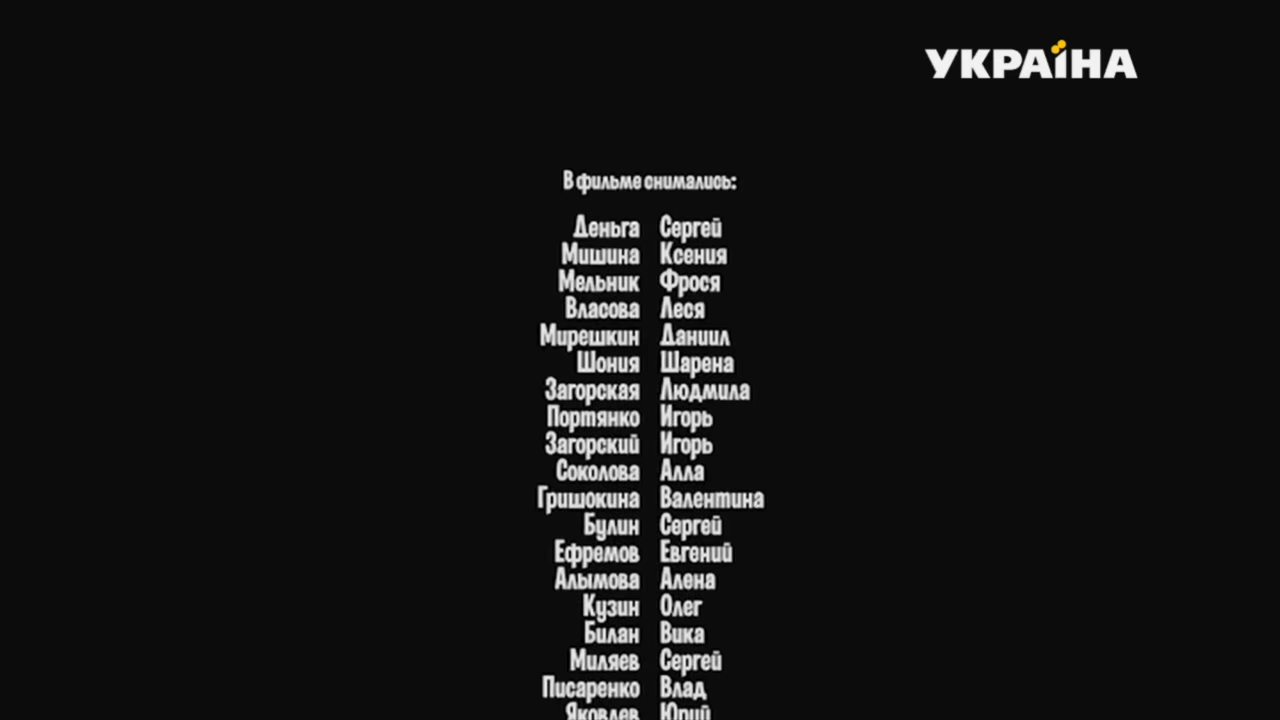 УКРАЇНА
В фильме снимались:
Деньга Сергей
Мишина Ксения
Мельник Фрося
Власова Леся
Мирешкин Даниил
Шония Шарена
Загорская Людмила
Портянко Игорь
Загорский Игорь
Соколова Алла
Гришокина Валентина
Булин Сергей
Ефремов Евгений
Алымова Алена
Кузин Олег
Билан Вика
Миляев Сергей
Писаренко Влад
Яковлев Юрий